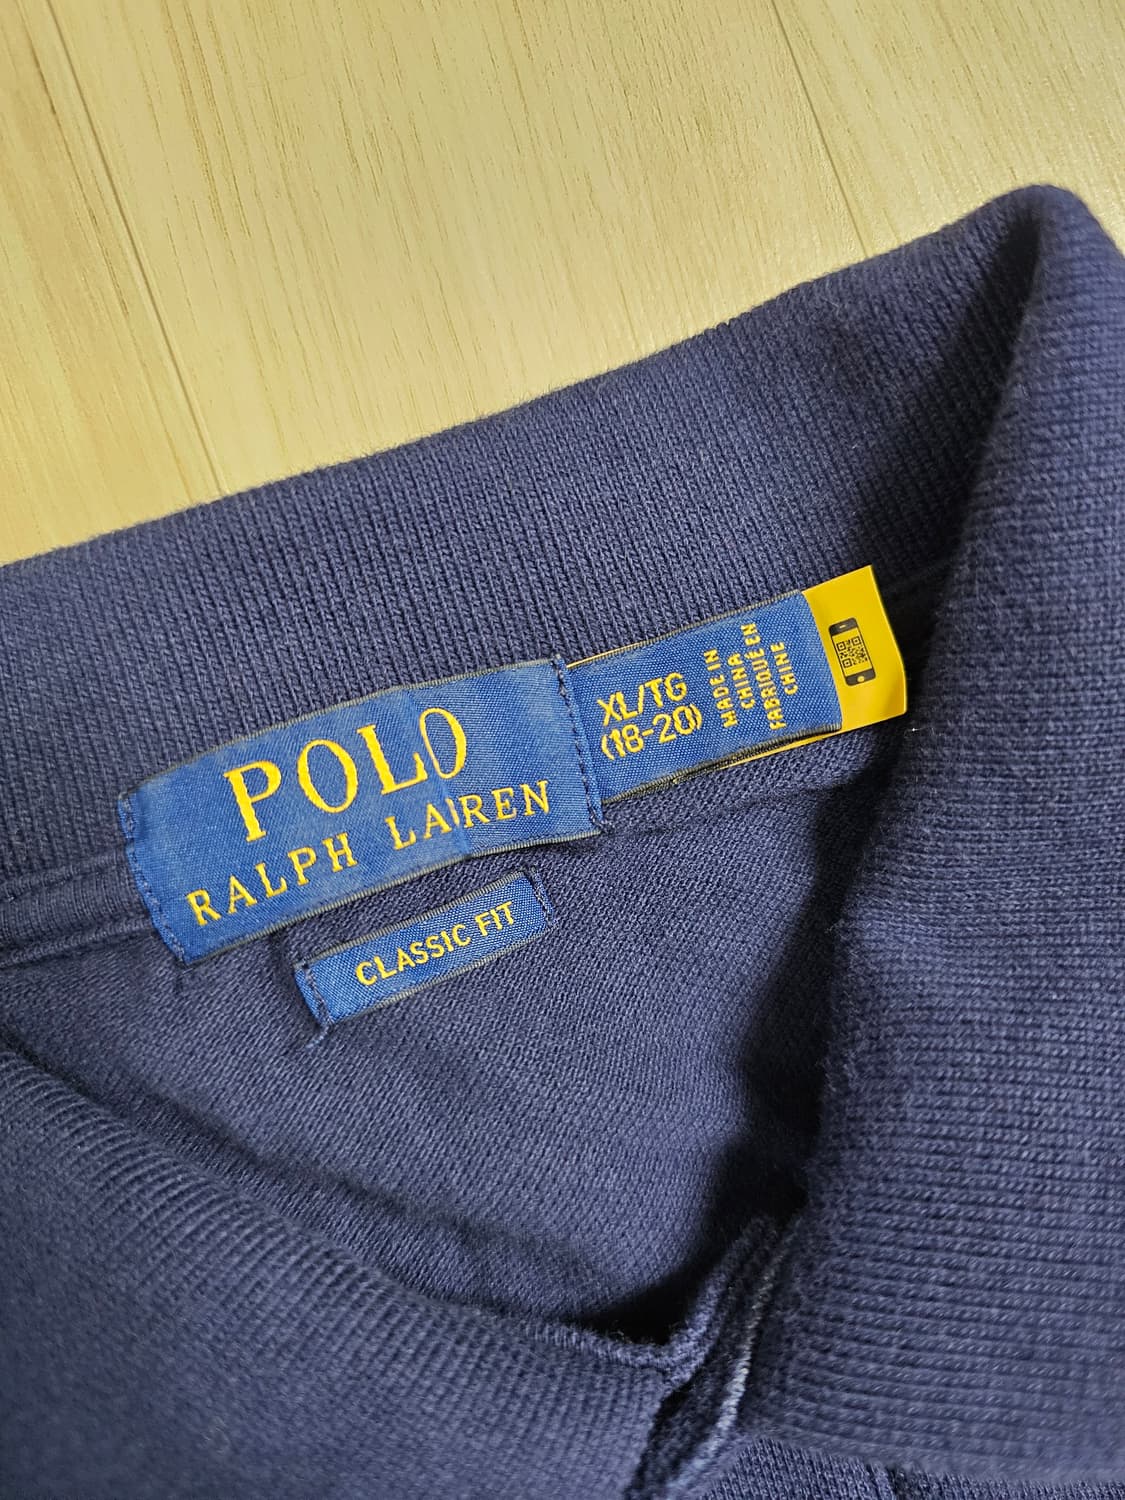 POLO
RALPH LAUREN
CLASSIC FIT
XL/TG
(18-20)
MADE IN
CHINA
FABRIQUÉ EN
CHINE